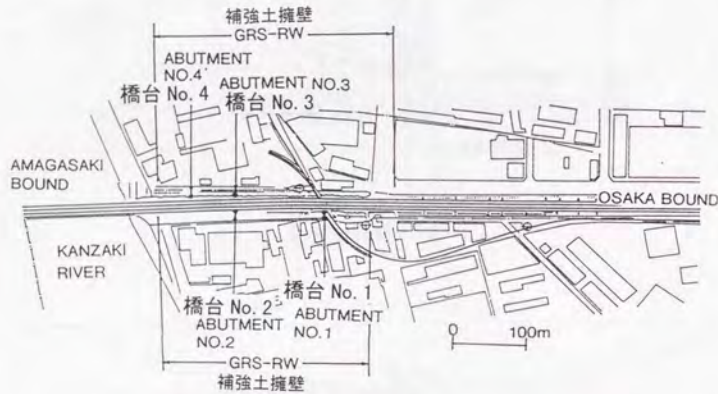 補強土擁壁
GRS-RW
ABUTMENT
NO.4
橋台 No. 4
ABUTMENT NO.3
橋台 No. 3
AMAGASAKI
BOUND
OSAKA BOUND
KANZAKI
RIVER
橋台 No. 2
ABUTMENT
NO.2
橋台 No. 1
ABUTMENT
NO.1
0 100m
GRS-RW
補強土擁壁